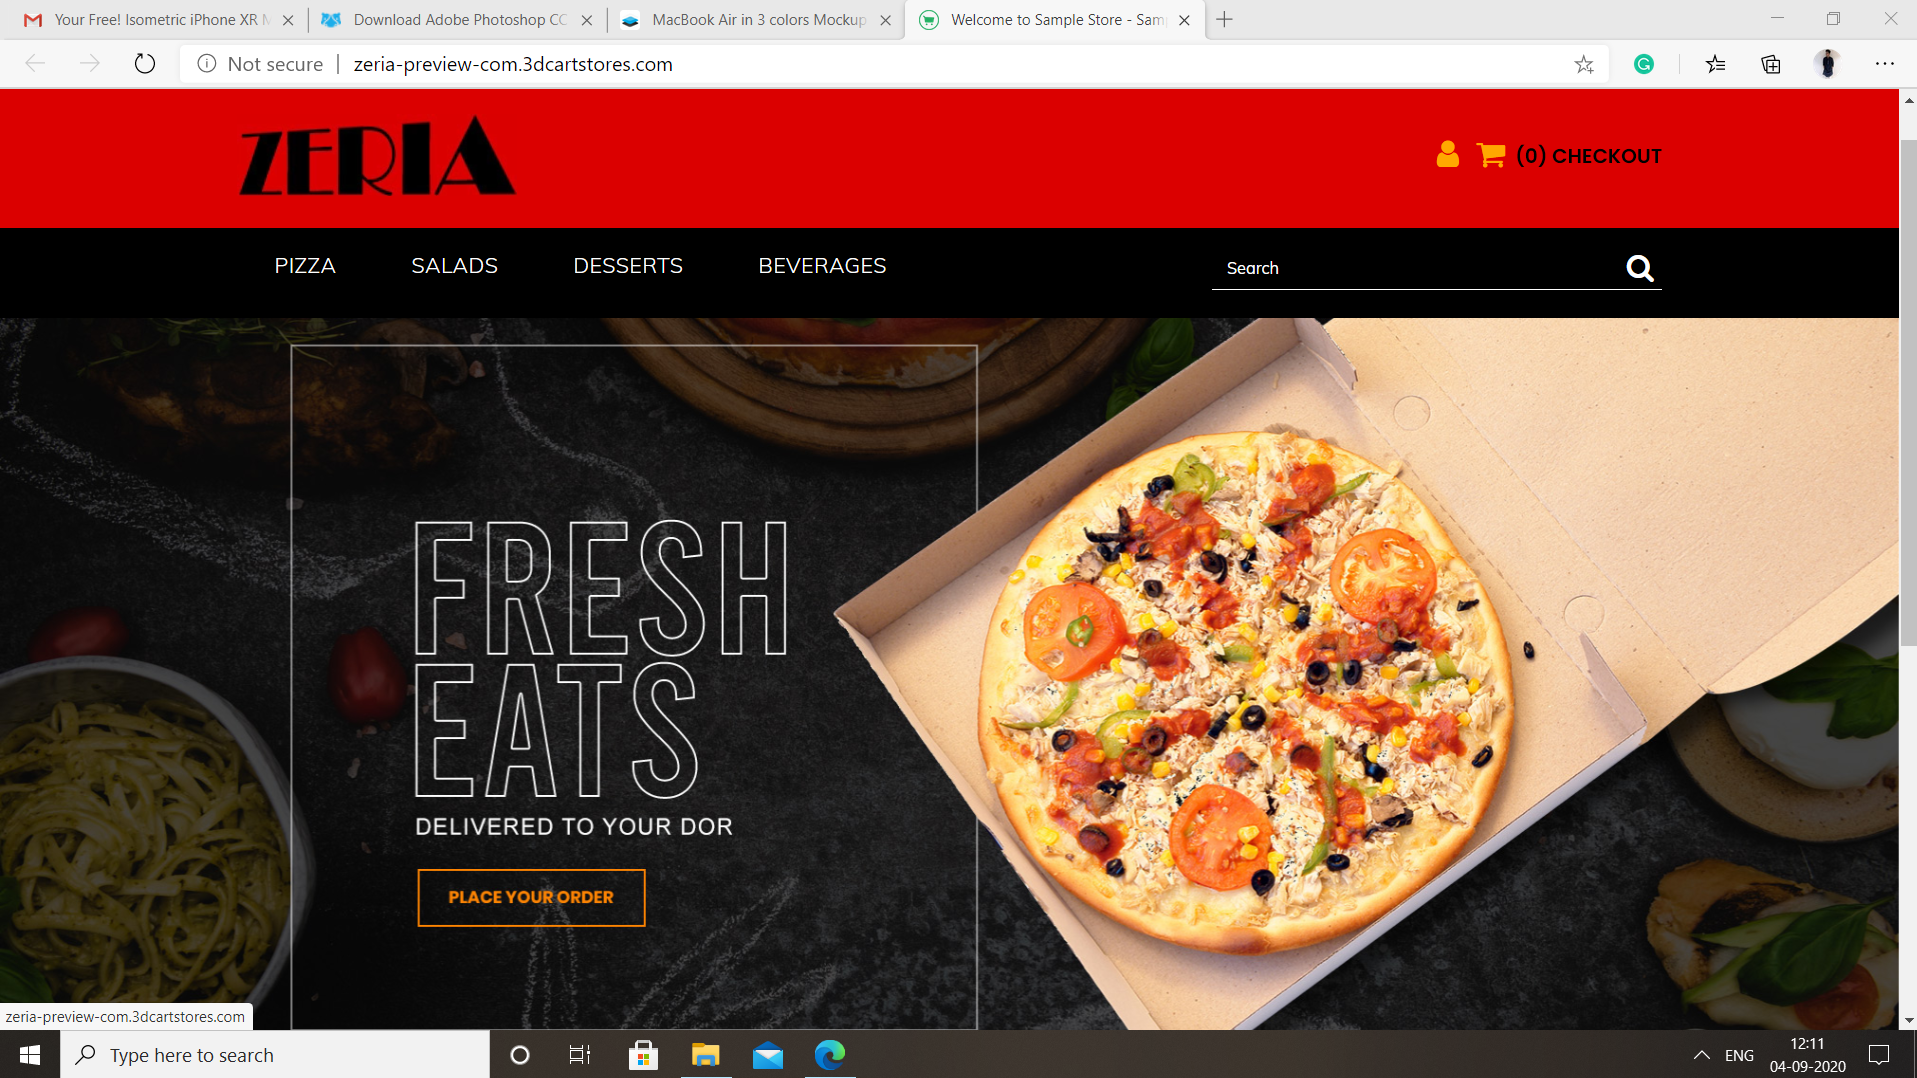 Your Free! Isometric iPhone XR M
Download Adobe Photoshop CC
MacBook Air in 3 colors Mockup
Welcome to Sample Store - Sam
Not secure
zeria-preview-com.3dcartstores.com
ZERIA
(0) CHECKOUT
PIZZA
SALADS
DESSERTS
BEVERAGES
Search
FRESH
EATS
DELIVERED TO YOUR DOR
PLACE YOUR ORDER
zeria-preview-com.3dcartstores.com
Type here to search
ENG
12:11
04-09-2020